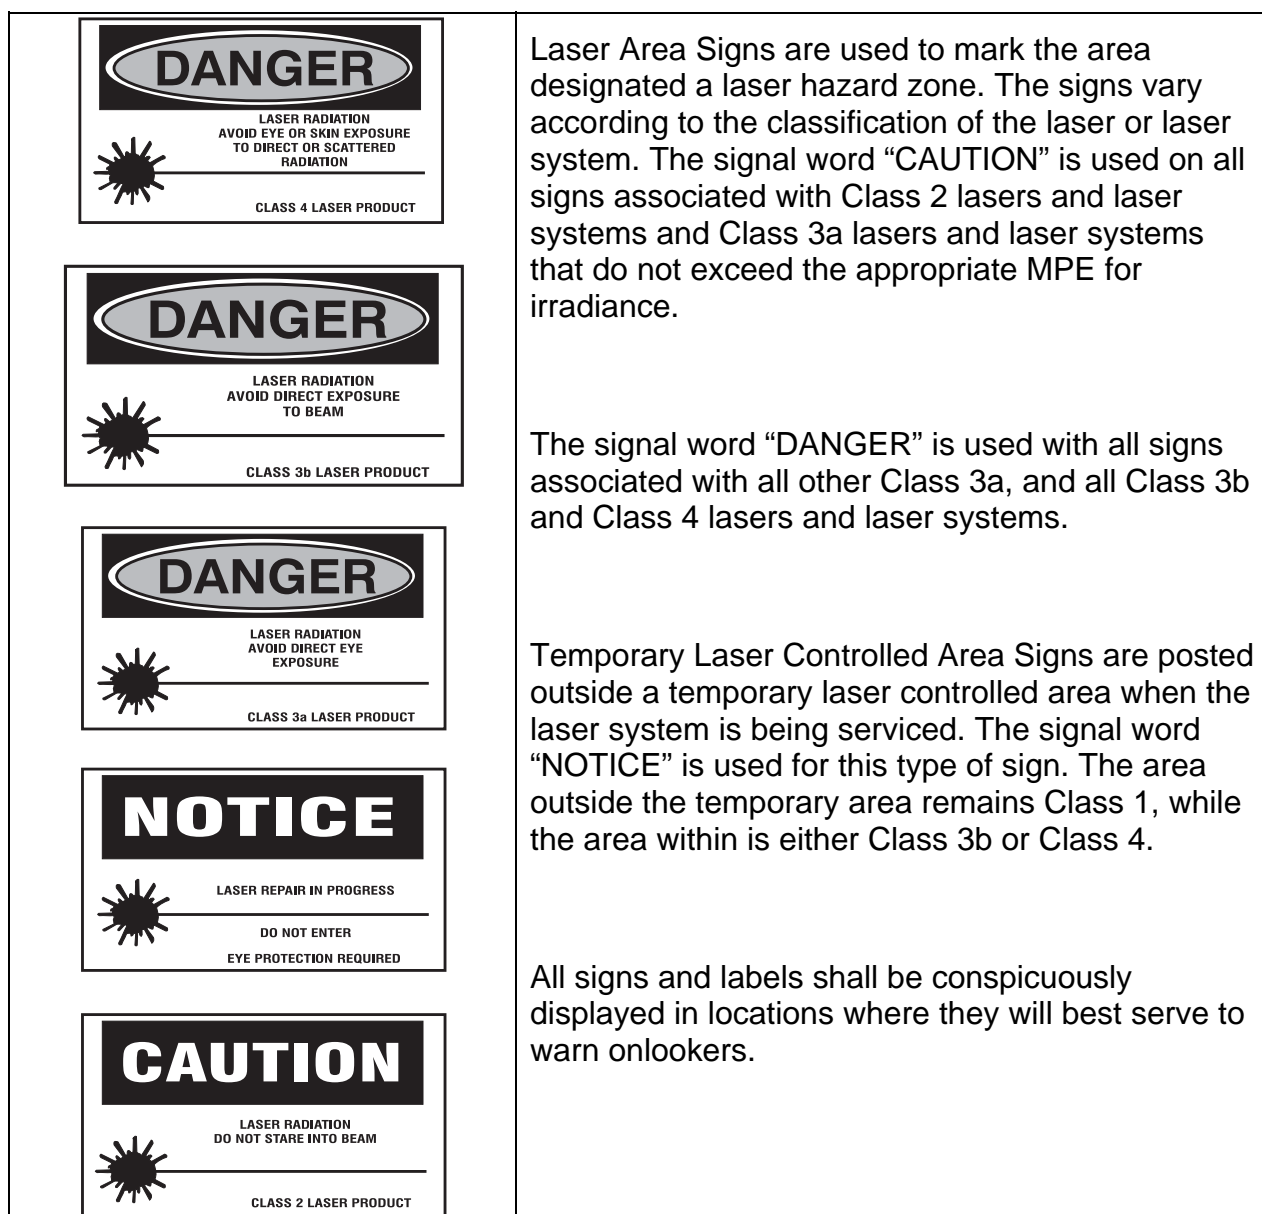 DANGER
LASER RADIATION
AVOID EYE OR SKIN EXPOSURE
TO DIRECT OR SCATTERED
RADIATION
CLASS 4 LASER PRODUCT
DANGER
LASER RADIATION
AVOID DIRECT EXPOSURE
TO BEAM
CLASS 3b LASER PRODUCT
DANGER
LASER RADIATION
AVOID DIRECT EYE
EXPOSURE
CLASS 3a LASER PRODUCT
NOTICE
LASER REPAIR IN PROGRESS
DO NOT ENTER
EYE PROTECTION REQUIRED
CAUTION
LASER RADIATION
DO NOT STARE INTO BEAM
CLASS 2 LASER PRODUCT
Laser Area Signs are used to mark the area
designated a laser hazard zone. The signs vary
according to the classification of the laser or laser
system. The signal word “CAUTION” is used on all
signs associated with Class 2 lasers and laser
systems and Class 3a lasers and laser systems
that do not exceed the appropriate MPE for
irradiance.
The signal word “DANGER” is used with all signs
associated with all other Class 3a, and all Class 3b
and Class 4 lasers and laser systems.
Temporary Laser Controlled Area Signs are posted
outside a temporary laser controlled area when the
laser system is being serviced. The signal word
“NOTICE” is used for this type of sign. The area
outside the temporary area remains Class 1, while
the area within is either Class 3b or Class 4.
All signs and labels shall be conspicuously
displayed in locations where they will best serve to
warn onlookers.